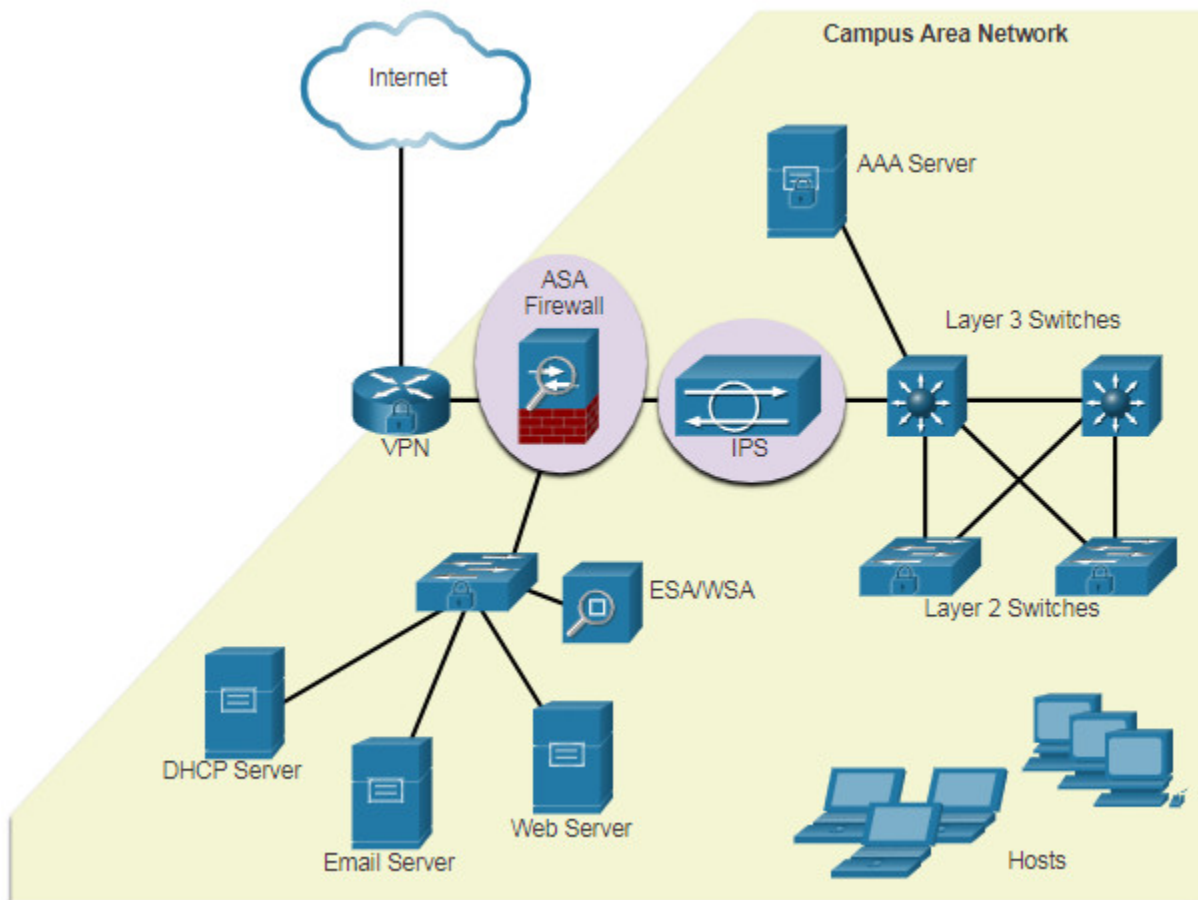 Campus Area Network
Internet
AAA Server
ASA
Firewall
Layer 3 Switches
VPN
IPS
ESA/WSA
Layer 2 Switches
DHCP Server
Web Server
Email Server
Hosts